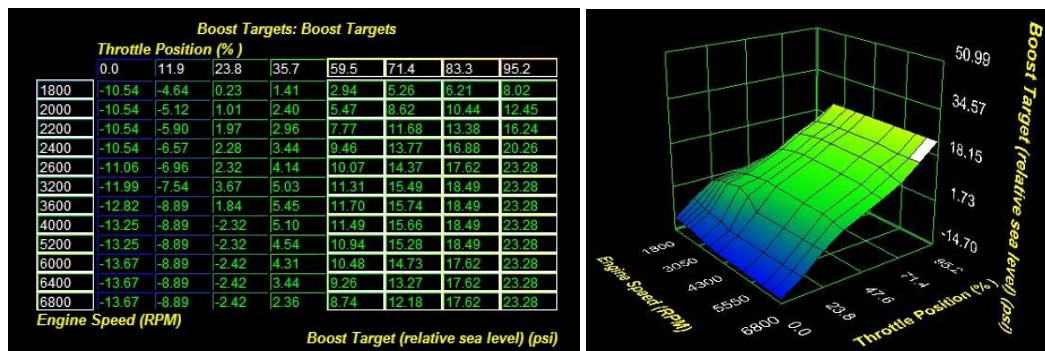 Boost Targets: Boost Targets
Throttle Position (% )
0.0 11.9 23.8 35.7 59.5 71.4 83.3 95.2
1800 -10.54 -4.64 0.23 1.41 2.94 5.26 6.21 8.02
2000 -10.54 -5.12 1.01 2.40 5.47 8.62 10.44 12.45
2200 -10.54 -5.90 1.97 2.96 7.77 11.68 13.38 16.24
2400 -10.54 -6.57 2.28 3.44 9.46 13.77 16.88 20.26
2600 -11.06 -6.96 2.32 4.14 10.07 14.37 17.62 23.28
3200 -11.99 -7.54 3.67 5.03 11.31 15.49 18.49 23.28
3600 -12.82 -8.89 1.84 5.45 11.70 15.74 18.49 23.28
4000 -13.25 -8.89 -2.32 5.10 11.49 15.66 18.49 23.28
5200 -13.25 -8.89 -2.32 4.54 10.94 15.28 18.49 23.28
6000 -13.67 -8.89 -2.42 4.31 10.48 14.73 17.62 23.28
6400 -13.67 -8.89 -2.42 3.44 9.26 13.27 17.62 23.28
6800 -13.67 -8.89 -2.42 2.36 8.74 12.18 17.62 23.28
Engine Speed (RPM)
Boost Target (relative sea level) (psi)
50.99
34.57
18.15
1.73
-14.70
Boost Target (relative sea level) (psi)
1800
3050
4300
5550
6800
Engine Speed (RPM)
0.0
23.8
47.6
71.4
95.2
Throttle Position (% )